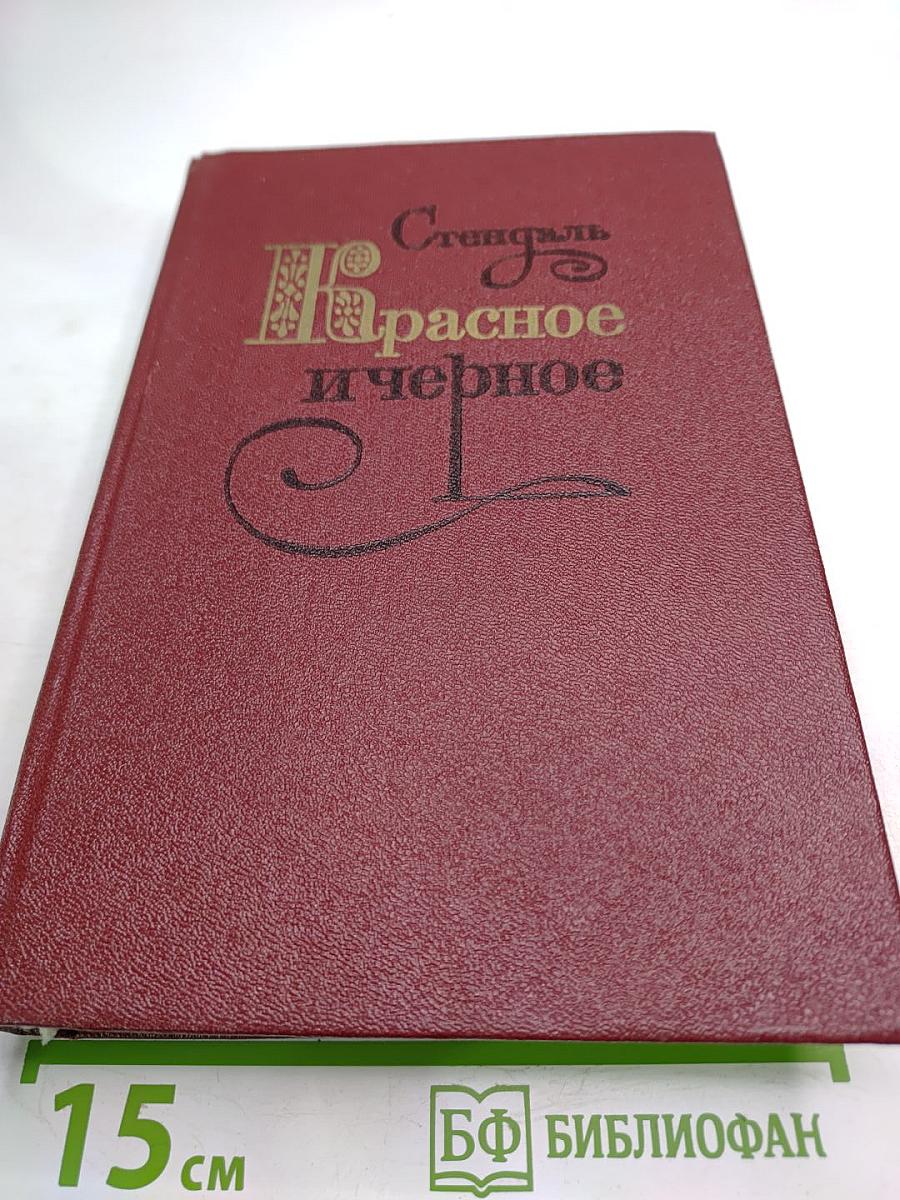 Стендаль
Красное
и черное
15 см
БФ БИБЛИОФАН